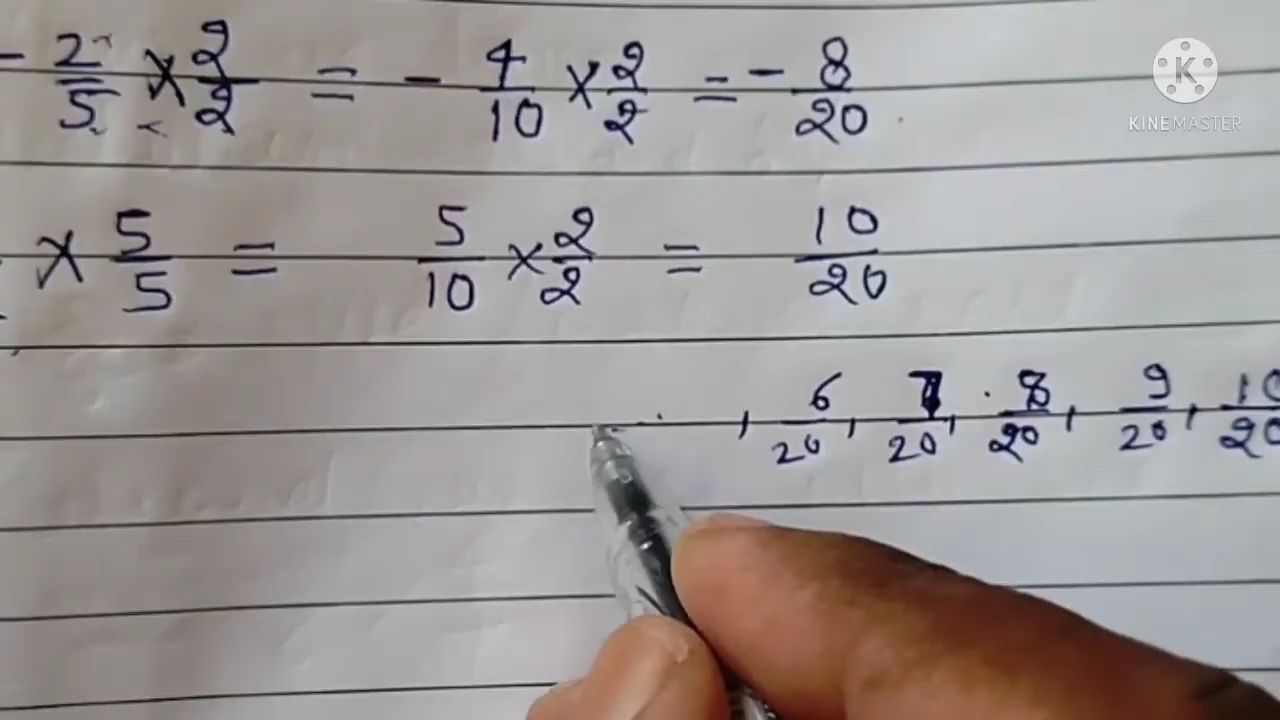 - 2/5 × 2/2 = - 4/10 × 2/2 = - 8/20
× 5/5 = 5/10 × 2/2 = 10/20
, 6/20, 7/20, 8/20, 9/20, 10/20
K
KINEMASTER